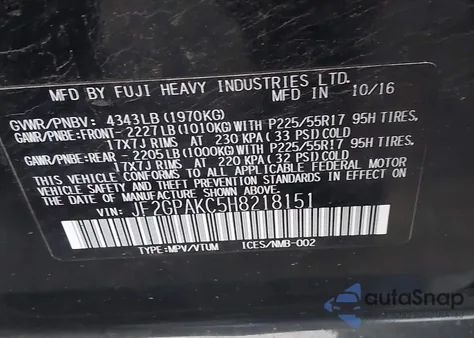 MFD BY FUJI HEAVY INDUSTRIES LTD. MFD IN 10/16
GVWR/PNBV: 4343LB (1970KG)
GAWR/PNBE: FRONT- 2227LB (1010KG) WITH P225/55R17 95H TIRES,
17X7J RIMS AT 230 KPA (33 PSI) COLD
GAWR/PNBE: REAR - 2205LB (1000KG) WITH P225/55R17 95H TIRES,
17X7J RIMS AT 220 KPA (32 PSI) COLD
THIS VEHICLE CONFORMS TO ALL APPLICABLE FEDERAL MOTOR
VEHICLE SAFETY AND THEFT PREVENTION STANDARDS IN EFFECT ON THE
DATE OF MANUFACTURE SHOWN ABOVE.
VIN: JF2GPAKC5H8218151
TYPE:MPV/VTUM ICES/NMB-002
autoSnap